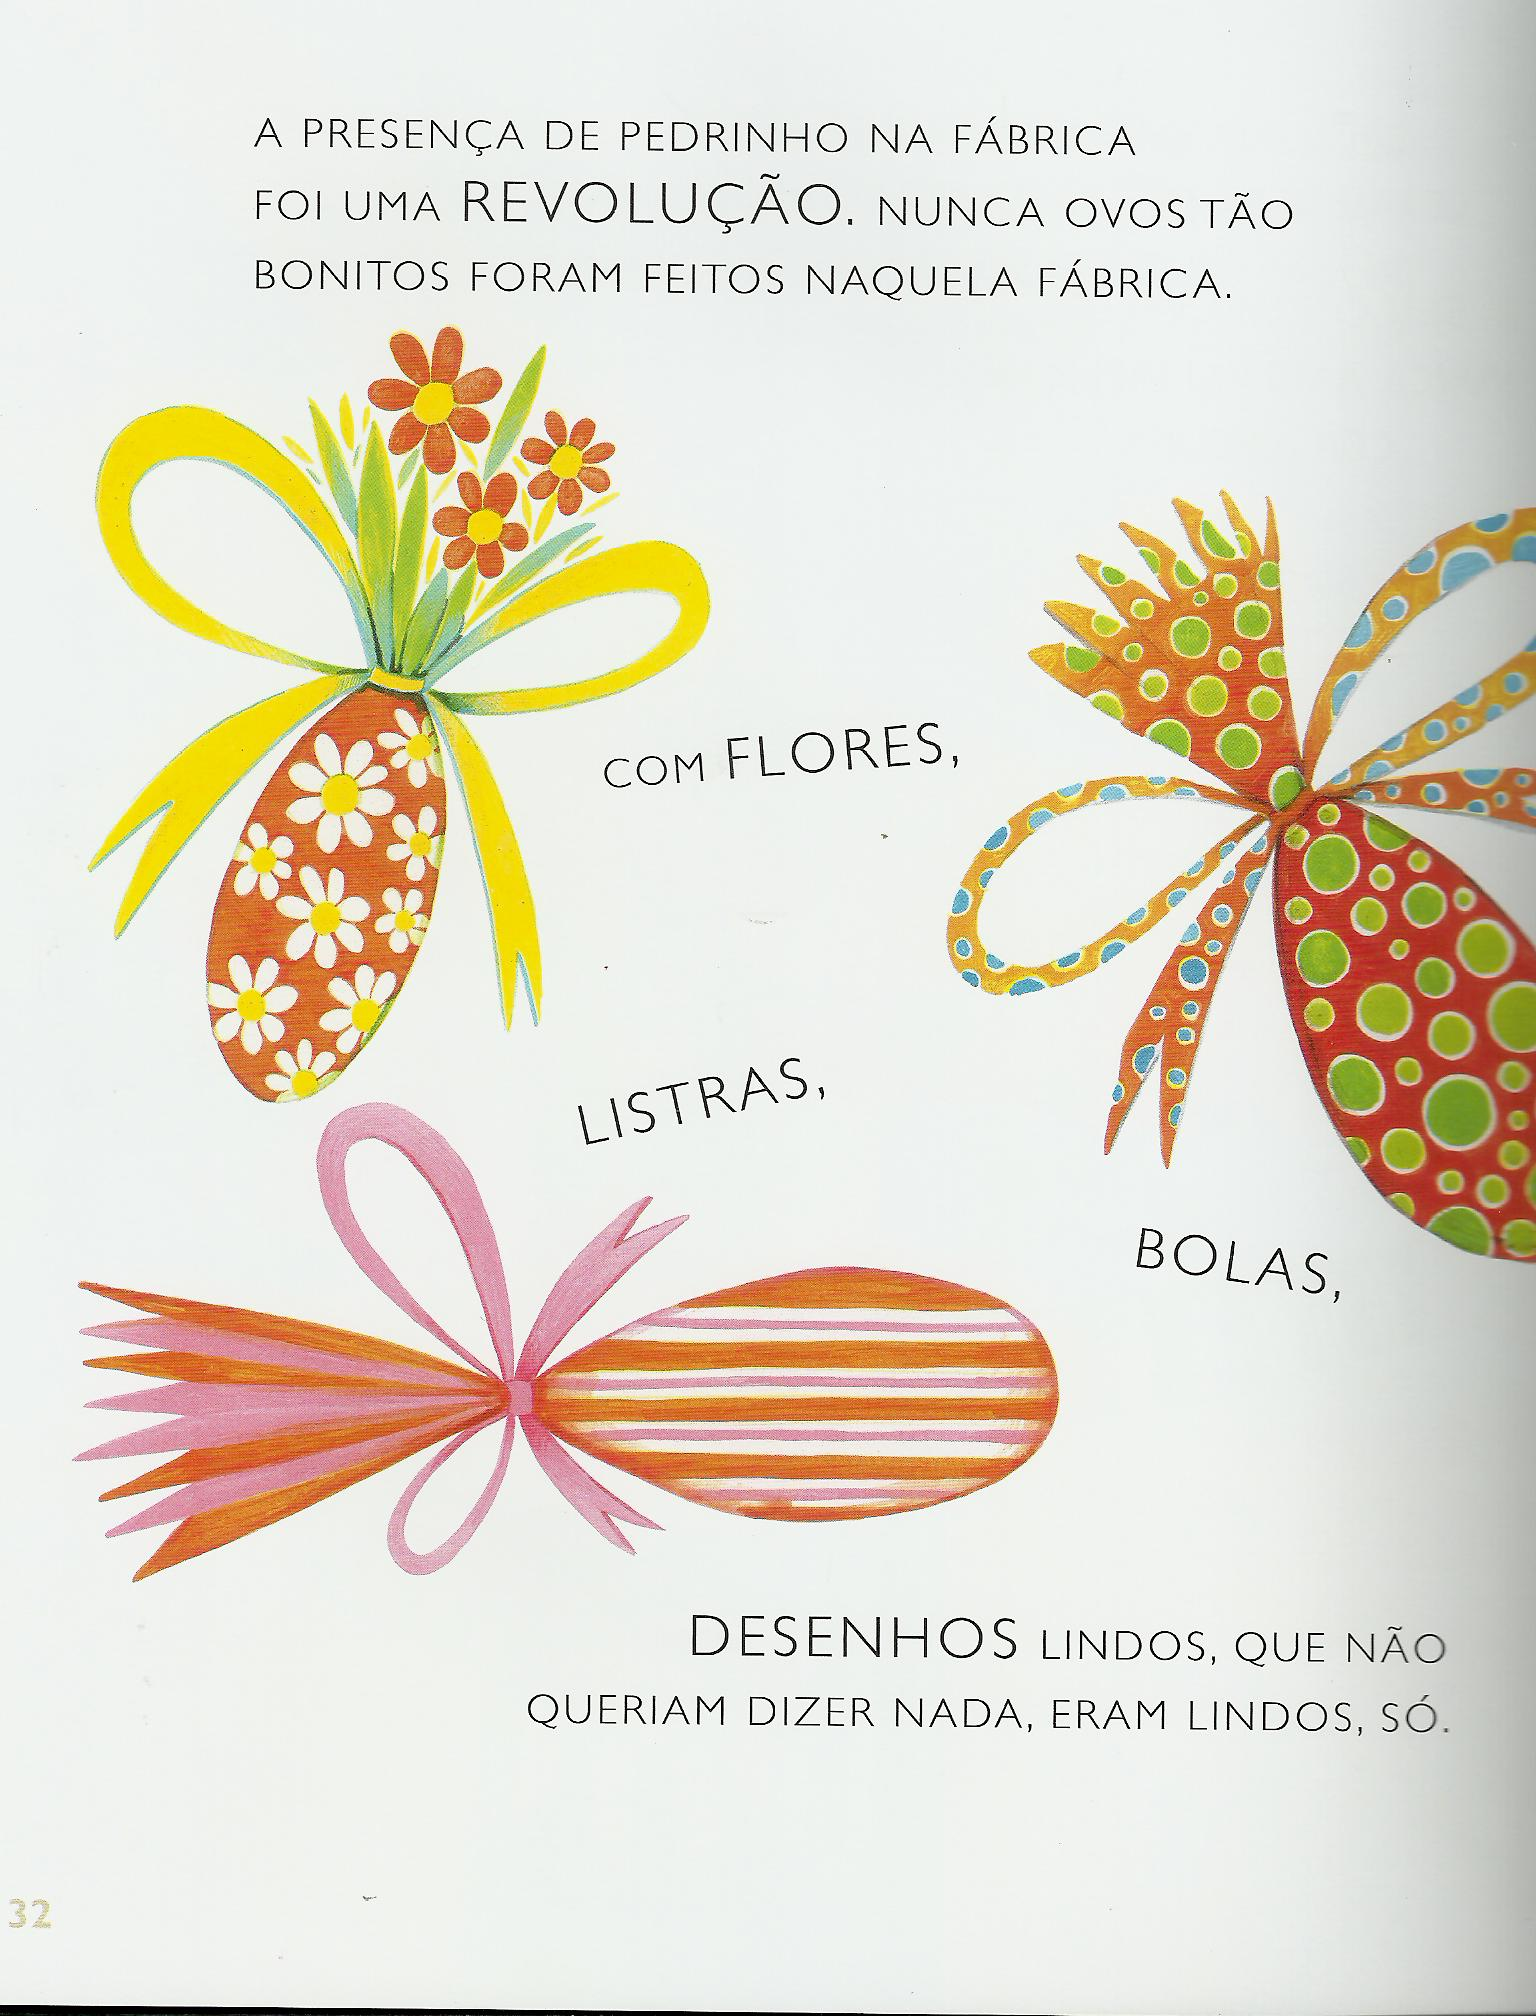 A PRESENÇA DE PEDRINHO NA FÁBRICA
FOI UMA REVOLUÇÃO. NUNCA OVOS TÃO
BONITOS FORAM FEITOS NAQUELA FÁBRICA.
COM FLORES,
LISTRAS,
BOLAS,
DESENHOS LINDOS, QUE NÃO
QUERIAM DIZER NADA, ERAM LINDOS, SÓ.
32